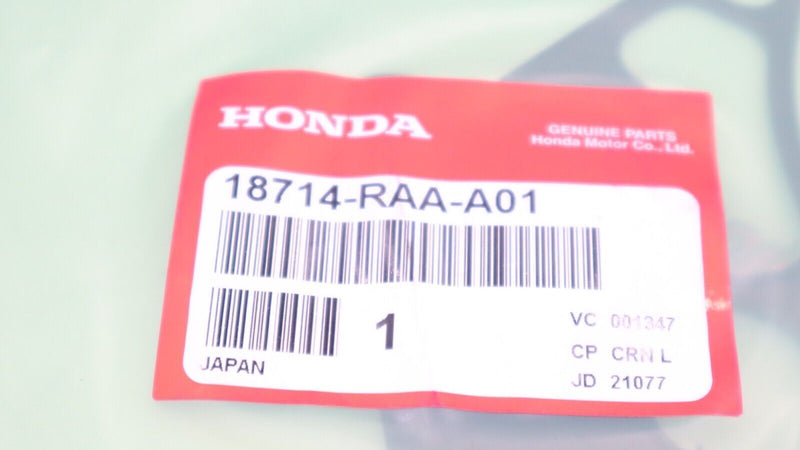 HONDA
GENUINE PARTS
Honda Motor Co., Ltd.
18714-RAA-A01
1
VC 001347
CP CRN L
JD 21077
JAPAN